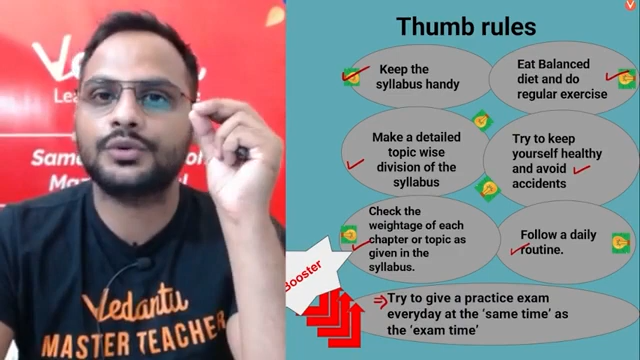 Thumb rules
Keep the
syllabus handy
Eat Balanced
diet and do
regular exercise
Make a detailed
topic wise
division of the
syllabus
Try to keep
yourself healthy
and avoid
accidents
Check the
weightage of each
chapter or topic as
given in the
syllabus.
Follow a daily
routine.
Booster
Try to give a practice exam
everyday at the ‘same time’ as
the ‘exam time’
Vedantu
MASTER TEACHER